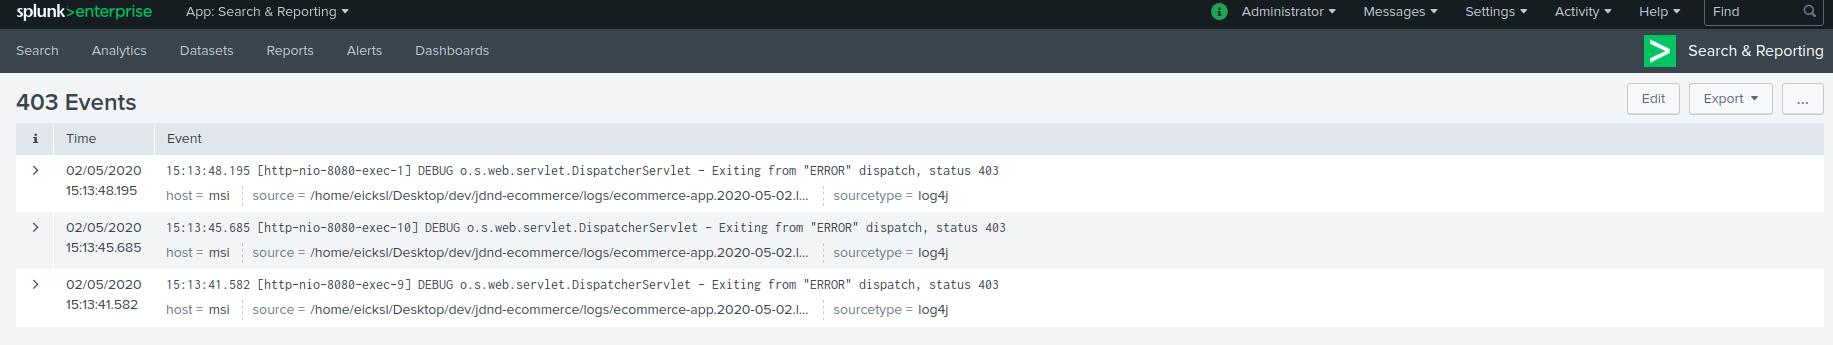 splunk>enterprise App: Search & Reporting i Administrator Messages Settings Activity Help Find
Search Analytics Datasets Reports Alerts Dashboards Search & Reporting
403 Events Edit Export ...
i Time Event
02/05/2020 15:13:48.195 [http-nio-8080-exec-1] DEBUG o.s.web.servlet.DispatcherServlet - Exiting from "ERROR" dispatch, status 403
15:13:48.195 host = msi source = /home/eicksl/Desktop/dev/jdnd-ecommerce/logs/ecommerce-app.2020-05-02.l... sourcetype = log4j
02/05/2020 15:13:45.685 [http-nio-8080-exec-10] DEBUG o.s.web.servlet.DispatcherServlet - Exiting from "ERROR" dispatch, status 403
15:13:45.685 host = msi source = /home/eicksl/Desktop/dev/jdnd-ecommerce/logs/ecommerce-app.2020-05-02.l... sourcetype = log4j
02/05/2020 15:13:41.582 [http-nio-8080-exec-9] DEBUG o.s.web.servlet.DispatcherServlet - Exiting from "ERROR" dispatch, status 403
15:13:41.582 host = msi source = /home/eicksl/Desktop/dev/jdnd-ecommerce/logs/ecommerce-app.2020-05-02.l... sourcetype = log4j